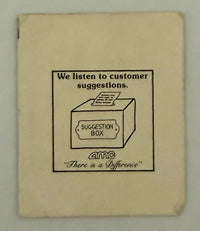 We listen to customer
suggestions.
SUGGESTION
BOX
amc
"There is a Difference"